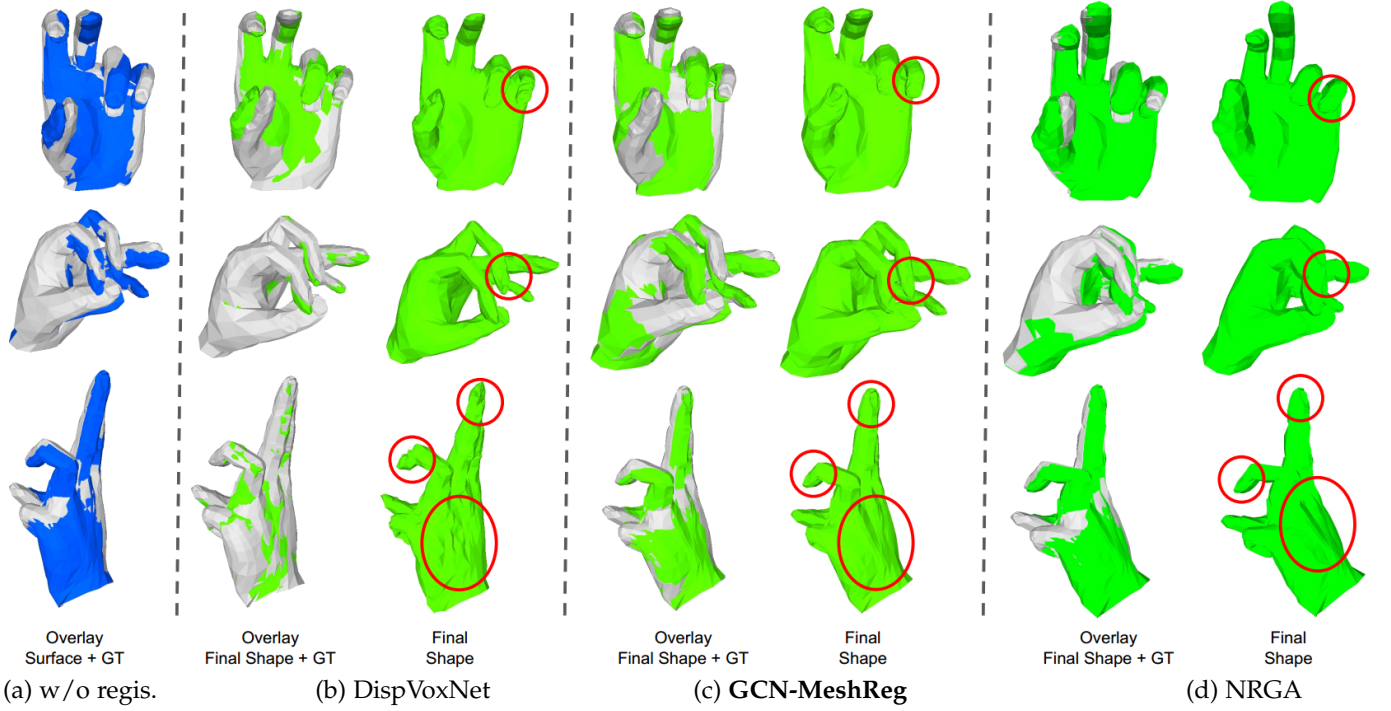 Overlay
Surface + GT
Overlay
Final Shape + GT
Final
Shape
Overlay
Final Shape + GT
Final
Shape
Overlay
Final Shape + GT
Final
Shape
(a) w/o regis.
(b) DispVoxNet
(c) GCN-MeshReg
(d) NRGA